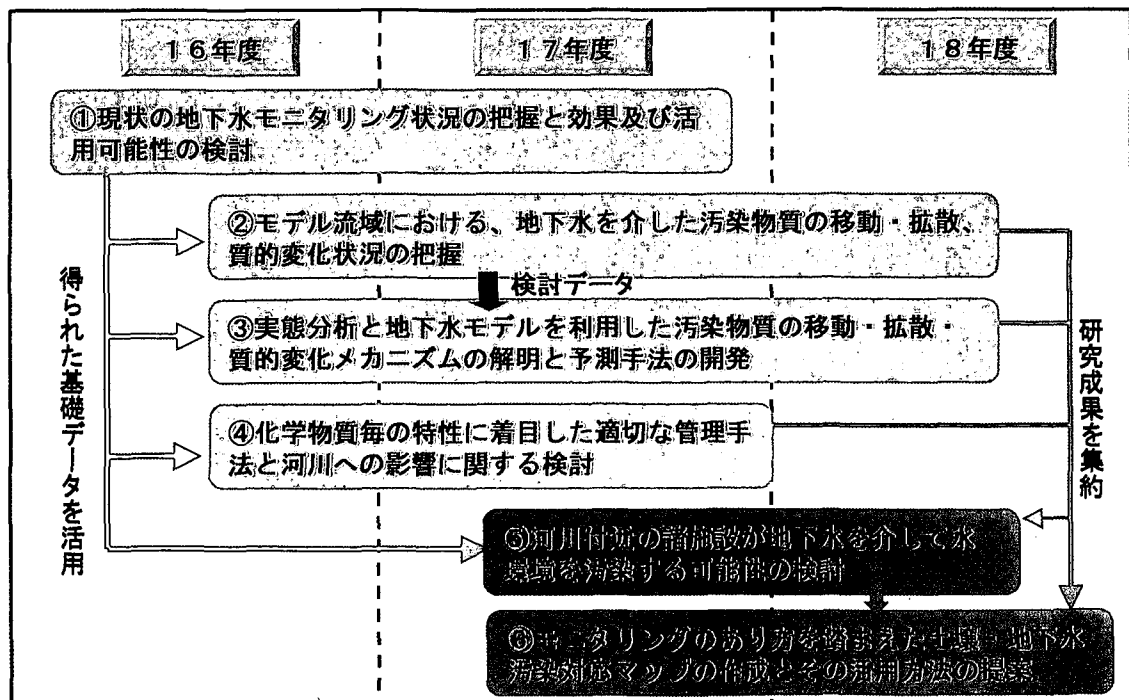 16年度
17年度
18年度
①現状の地下水モニタリング状況の把握と効果及び活
用可能性の検討
②モデル流域における、地下水を介した汚染物質の移動・拡散、
質的変化状況の把握
検討データ
③実態分析と地下水モデルを利用した汚染物質の移動・拡散・
質的変化メカニズムの解明と予測手法の開発
④化学物質毎の特性に着目した適切な管理手
法と河川への影響に関する検討
⑤河川付近の諸施設が地下水を介して水
環境を汚染する可能性の検討
⑥モニタリングのあり方を踏まえた土壌・地下水
汚染対応マップの作成とその活用方法の提案
得られた基礎データを活用
研究成果を集約